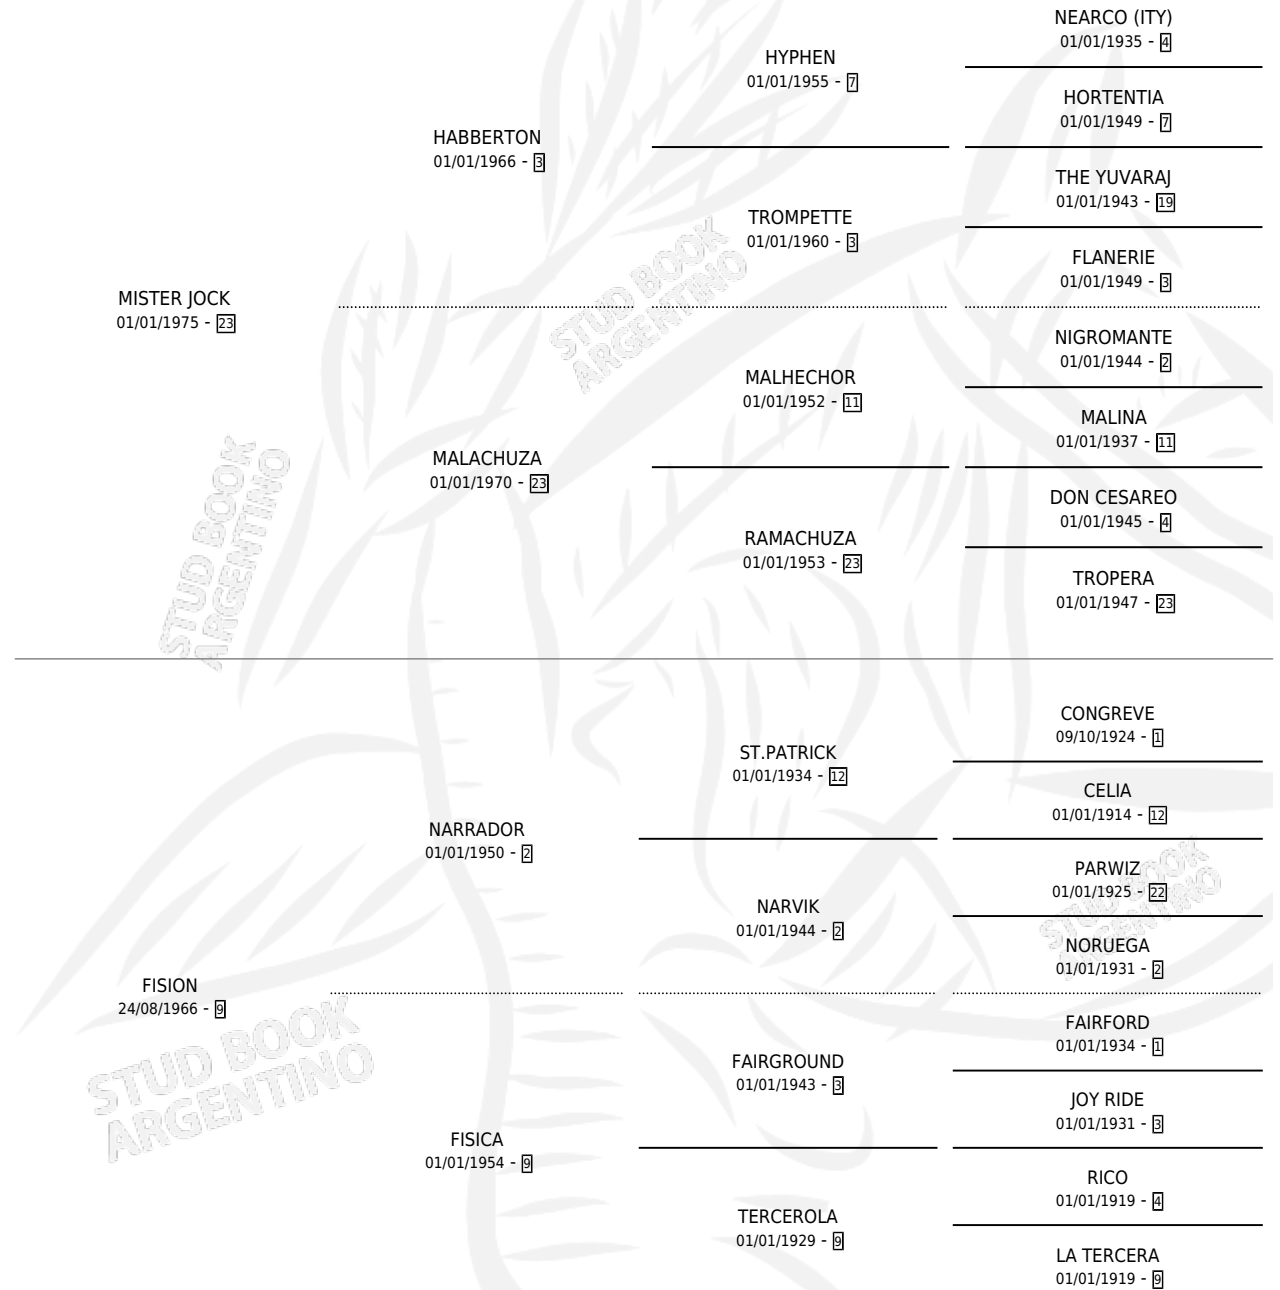 NEARCO (ITY)
01/01/1935 - 4
HYPHEN
01/01/1955 - 7
HORTENTIA
01/01/1949 - 7
HABBERTON
01/01/1966 - 3
THE YUVARAJ
01/01/1943 - 19
TROMPETTE
01/01/1960 - 3
FLANERIE
01/01/1949 - 3
MISTER JOCK
01/01/1975 - 23
NIGROMANTE
01/01/1944 - 2
MALHECHOR
01/01/1952 - 11
MALINA
01/01/1937 - 11
MALACHUZA
01/01/1970 - 23
DON CESAREO
01/01/1945 - 4
RAMACHUZA
01/01/1953 - 23
TROPERA
01/01/1947 - 23
CONGREVE
09/10/1924 - 1
ST.PATRICK
01/01/1934 - 12
CELIA
01/01/1914 - 12
NARRADOR
01/01/1950 - 2
PARWIZ
01/01/1925 - 22
NARVIK
01/01/1944 - 2
NORUEGA
01/01/1931 - 2
FISION
24/08/1966 - 9
FAIRFORD
01/01/1934 - 1
FAIRGROUND
01/01/1943 - 3
JOY RIDE
01/01/1931 - 3
FISICA
01/01/1954 - 9
RICO
01/01/1919 - 4
TERCEROLA
01/01/1929 - 9
LA TERCERA
01/01/1919 - 9
STUD BOOK
ARGENTINO
STUD BOOK
ARGENTINO
STUD BOOK
ARGENTINO
STUD BOOK
ARGENTINO